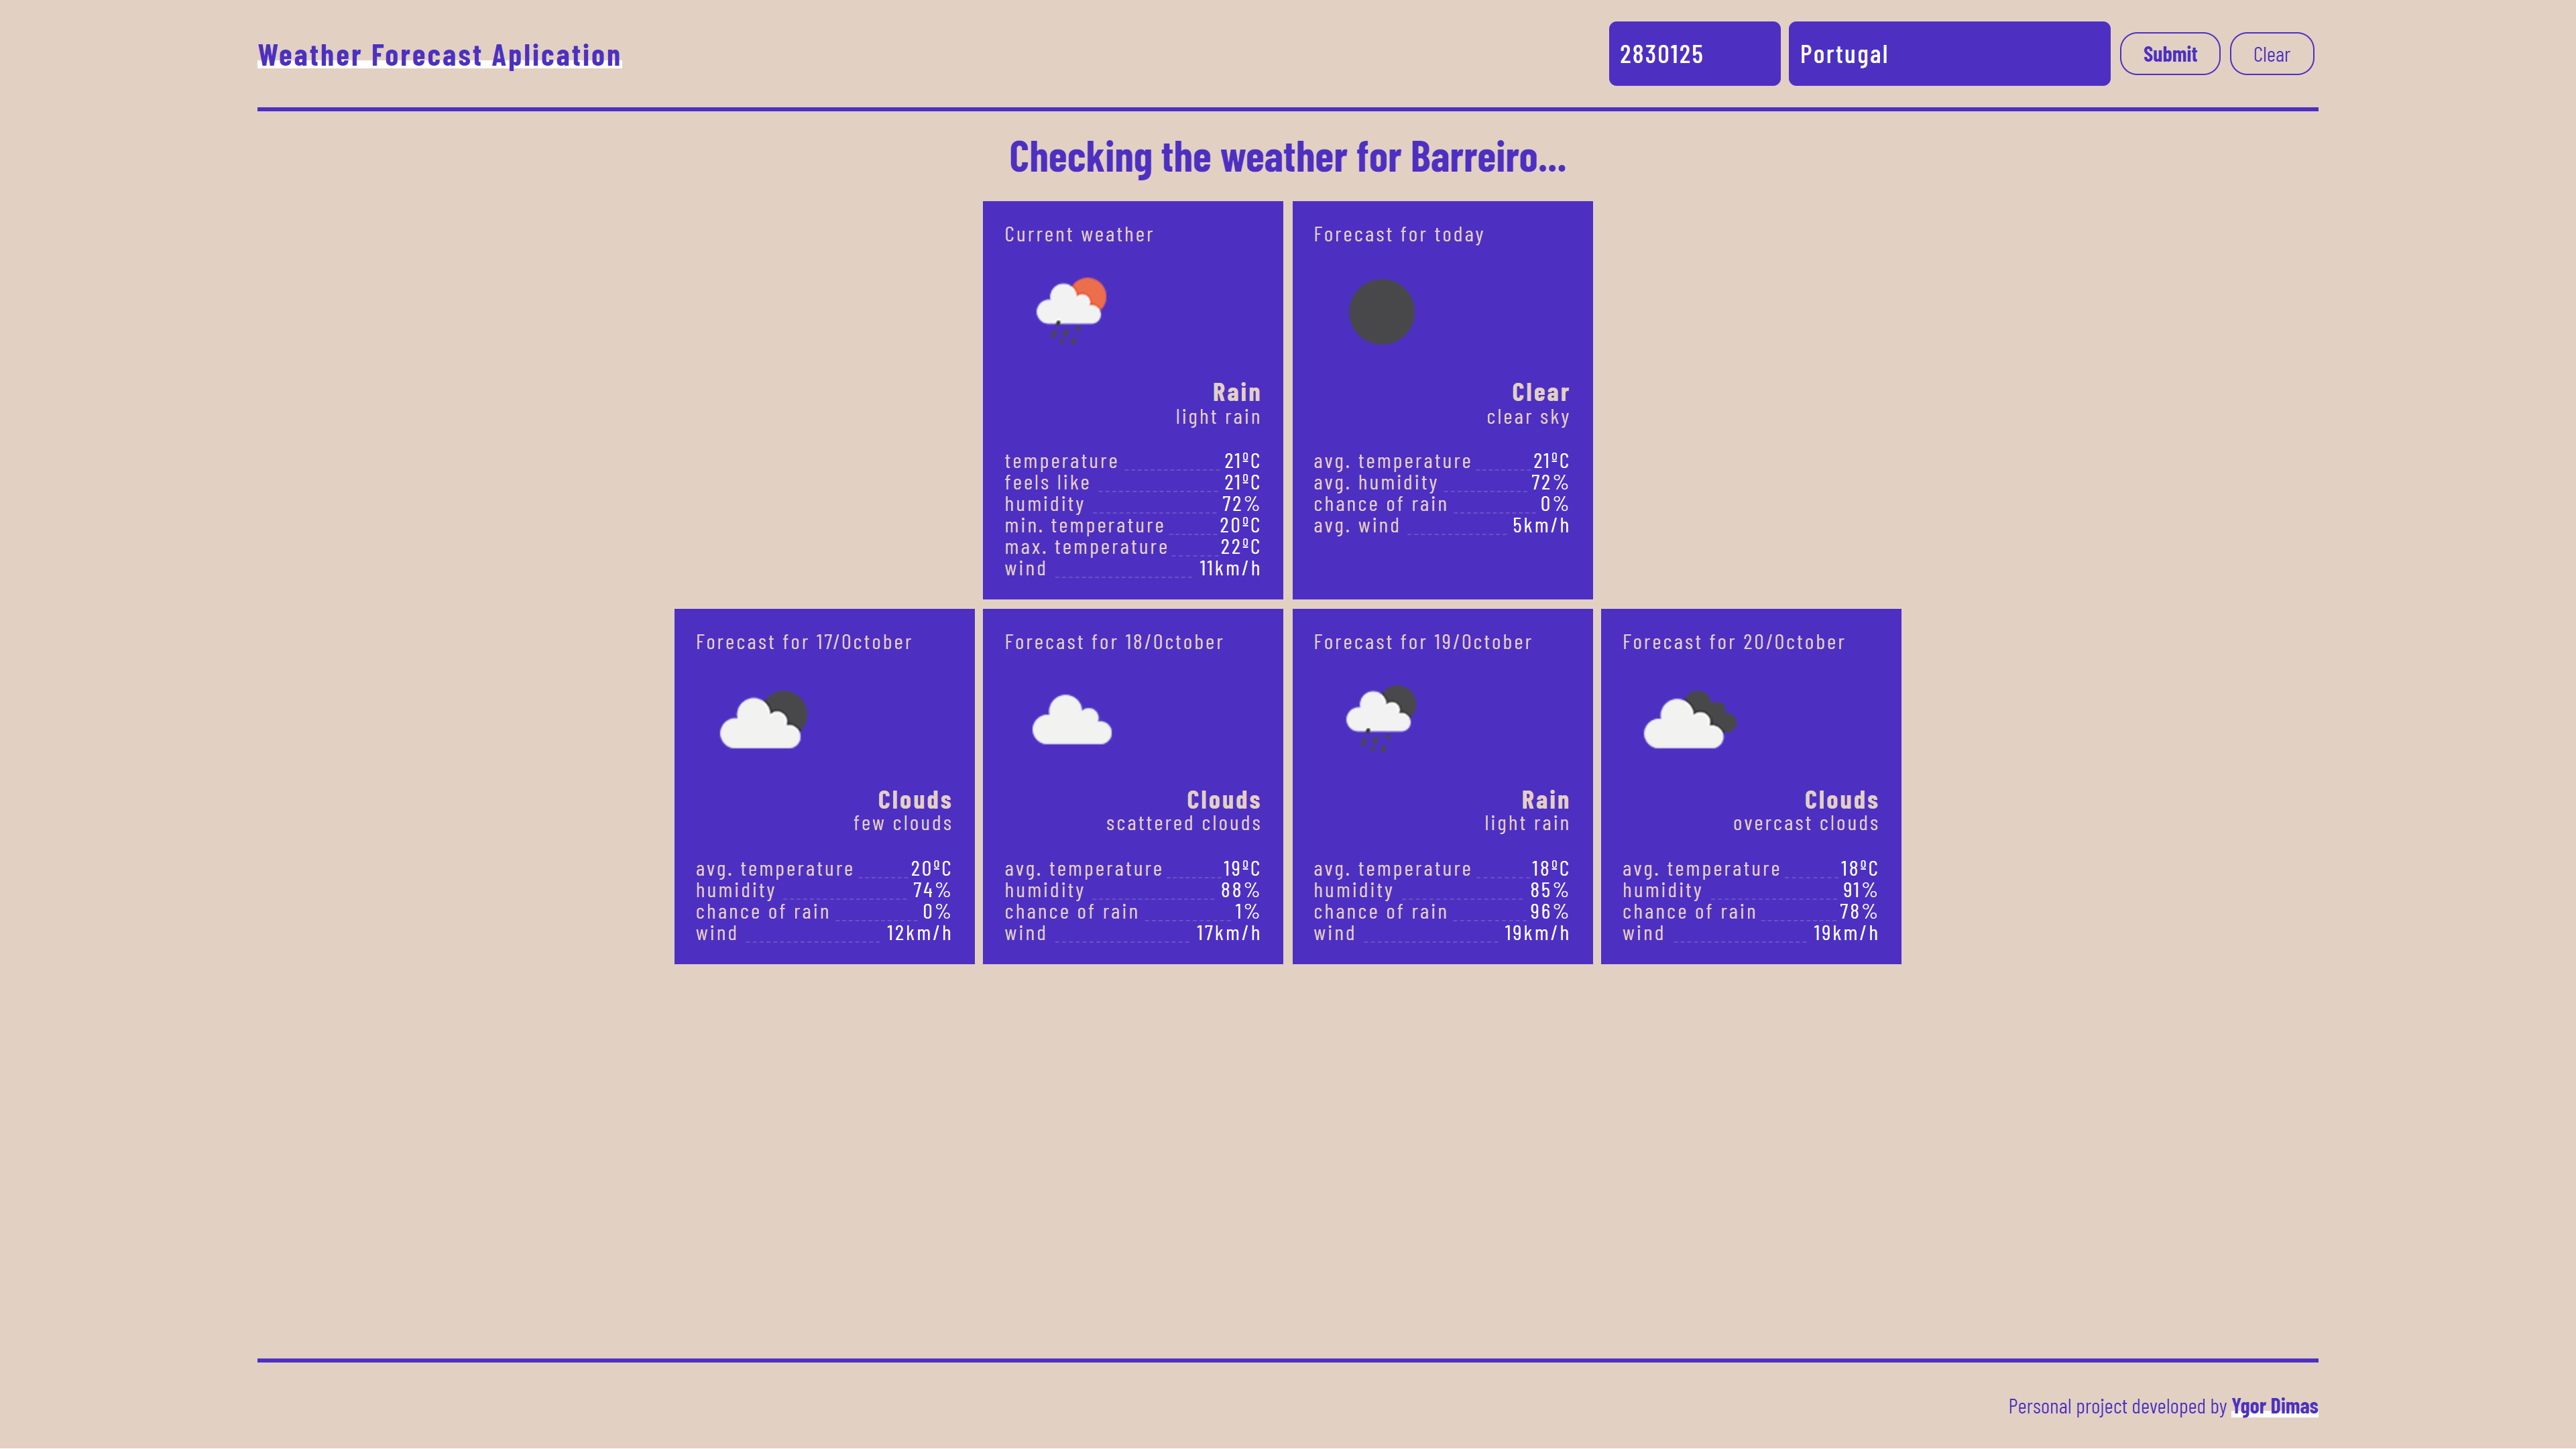 Weather Forecast Aplication
2830125
Portugal
Submit
Clear
Checking the weather for Barreiro...
Current weather
Rain
light rain
temperature 21ºC
feels like 21ºC
humidity 72%
min. temperature 20ºC
max. temperature 22ºC
wind 11km/h
Forecast for today
Clear
clear sky
avg. temperature 21ºC
avg. humidity 72%
chance of rain 0%
avg. wind 5km/h
Forecast for 17/October
Clouds
few clouds
avg. temperature 20ºC
humidity 74%
chance of rain 0%
wind 12km/h
Forecast for 18/October
Clouds
scattered clouds
avg. temperature 19ºC
humidity 88%
chance of rain 1%
wind 17km/h
Forecast for 19/October
Rain
light rain
avg. temperature 18ºC
humidity 85%
chance of rain 96%
wind 19km/h
Forecast for 20/October
Clouds
overcast clouds
avg. temperature 18ºC
humidity 91%
chance of rain 78%
wind 19km/h
Personal project developed by Ygor Dimas